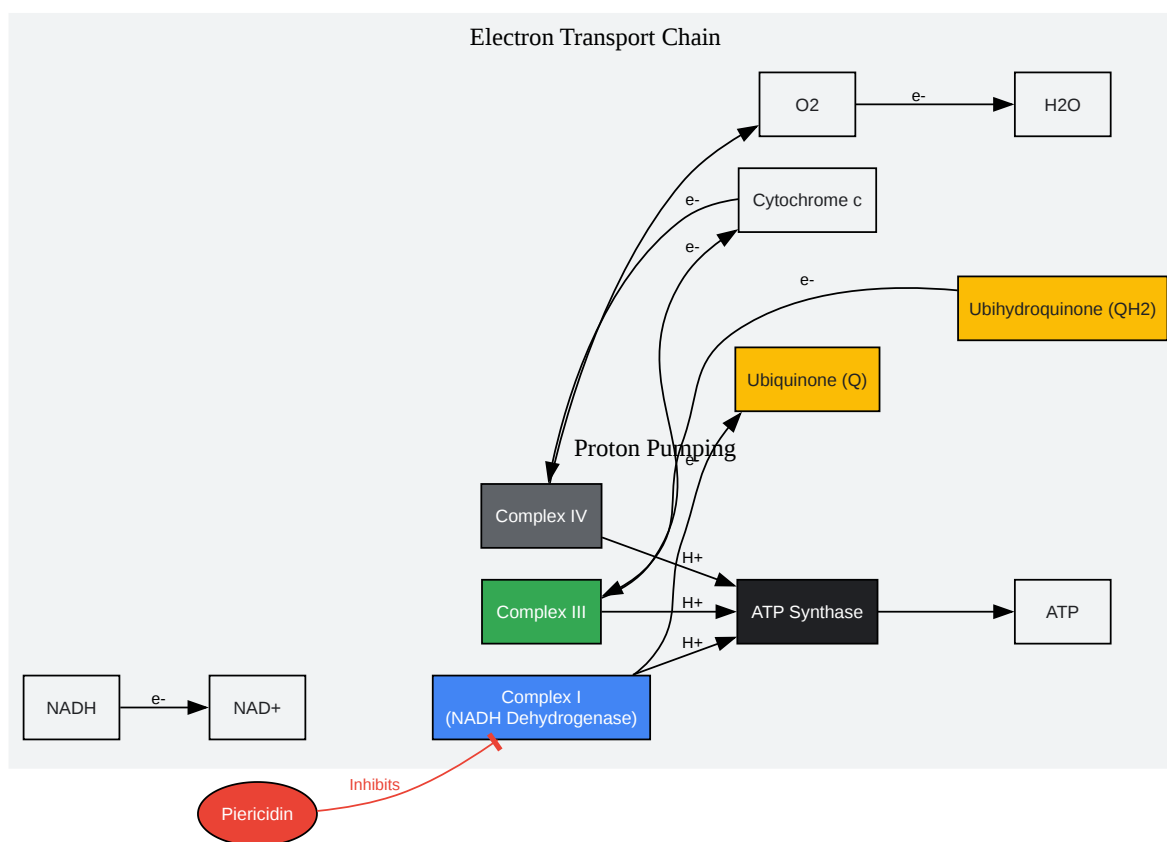 Electron Transport Chain
O2
e-
H2O
e-
Cytochrome c
e-
e-
Ubihydroquinone (QH2)
Ubiquinone (Q)
Proton Pumping
e-
Complex IV
H+
Complex III
H+
ATP Synthase
ATP
H+
NADH
e-
NAD+
Complex I
(NADH Dehydrogenase)
Inhibits
Piericidin